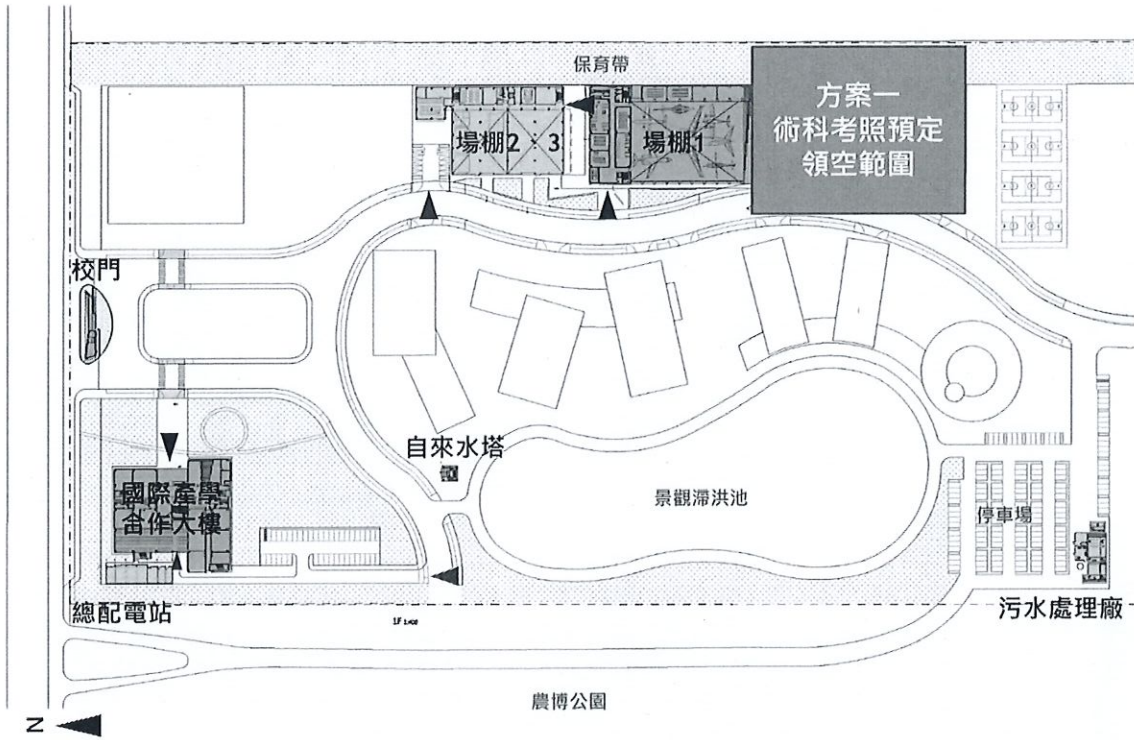 保育帶
方案一
術科考照預定
領空範圍
場棚2、3
場棚1
校門
自來水塔
景觀滯洪池
國際產學
合作大樓
停車場
總配電站
1F
污水處理廠
農博公園
N